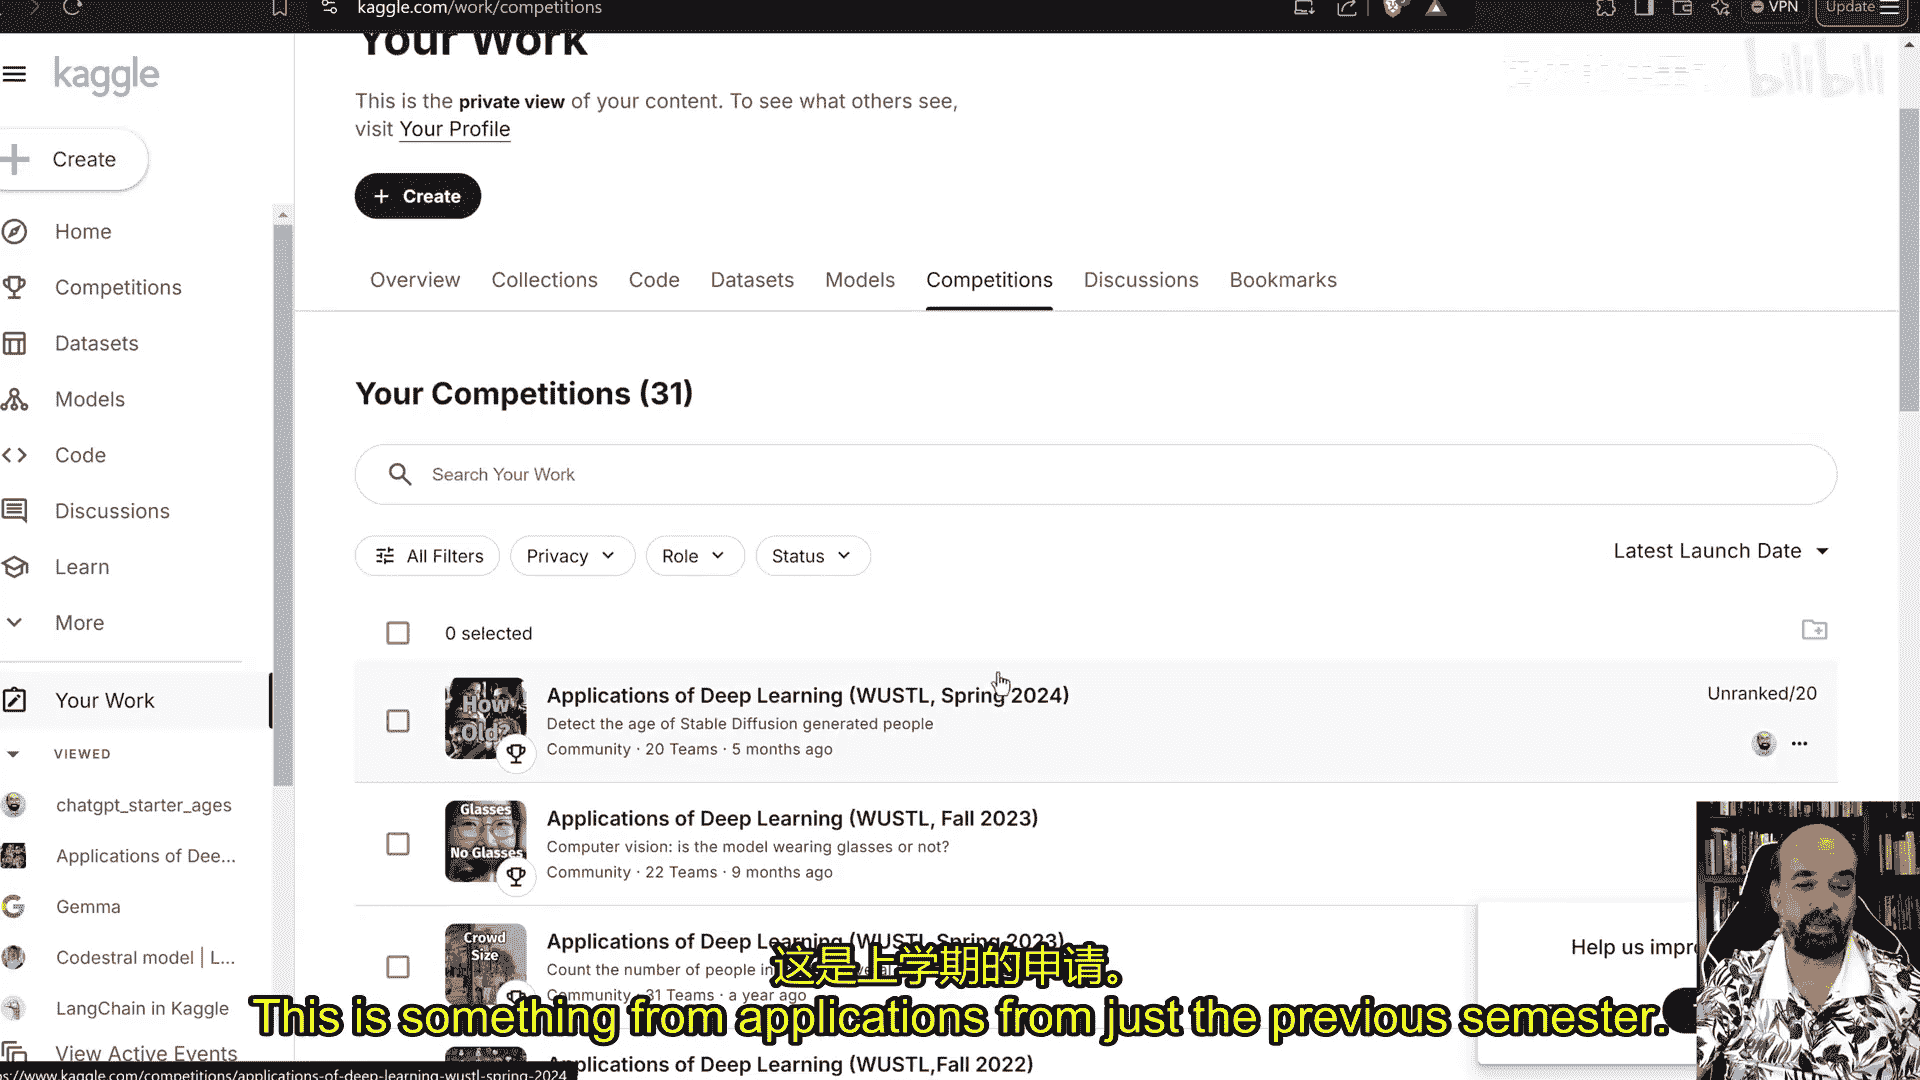 kaggle.com/work/competitions
VPN
Update
Your Work
kaggle
bilibili
This is the private view of your content. To see what others see,
visit Your Profile
Create
Create
Home
Competitions
Datasets
Models
Code
Discussions
Learn
More
Your Work
VIEWED
chatgpt_starter_ages
Applications of Dee...
Gemma
Codestral model | L...
LangChain in Kaggle
View Active Events
Overview
Collections
Code
Datasets
Models
Competitions
Discussions
Bookmarks
Your Competitions (31)
Search Your Work
All Filters
Privacy
Role
Status
Latest Launch Date
0 selected
How Old?
Applications of Deep Learning (WUSTL, Spring 2024)
Detect the age of Stable Diffusion generated people
Community · 20 Teams · 5 months ago
Unranked/20
Glasses
No Glasses
Applications of Deep Learning (WUSTL, Fall 2023)
Computer vision: is the model wearing glasses or not?
Community · 22 Teams · 9 months ago
Crowd
Size
Applications of Deep Learning (WUSTL, Spring 2023)
Count the number of people in
Community · 31 Teams · a year ago
Help us impr
这是上学期的申请。
This is something from applications from just the previous semester.
Applications of Deep Learning (WUSTL,Fall 2022)
ps://www.kaggle.com/competitions/applications-of-deep-learning-wustl-spring-2024